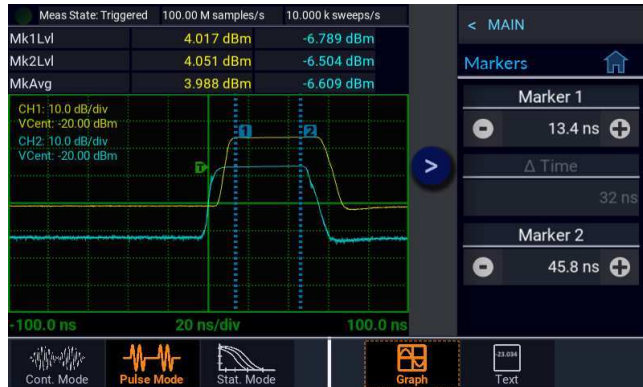 Meas State: Triggered 100.00 M samples/s 10.000 k sweeps/s
Mk1Lvl 4.017 dBm -6.789 dBm
Mk2Lvl 4.051 dBm -6.504 dBm
MkAvg 3.988 dBm -6.609 dBm
CH1: 10.0 dB/div
VCent: -20.00 dBm
CH2: 10.0 dB/div
VCent: -20.00 dBm
1 2
T
-100.0 ns 20 ns/div 100.0 ns
>
< MAIN
Markers
Marker 1
- 13.4 ns +
Δ Time
32 ns
Marker 2
- 45.8 ns +
Cont. Mode
Pulse Mode
Stat. Mode
Graph
-23.034
Text